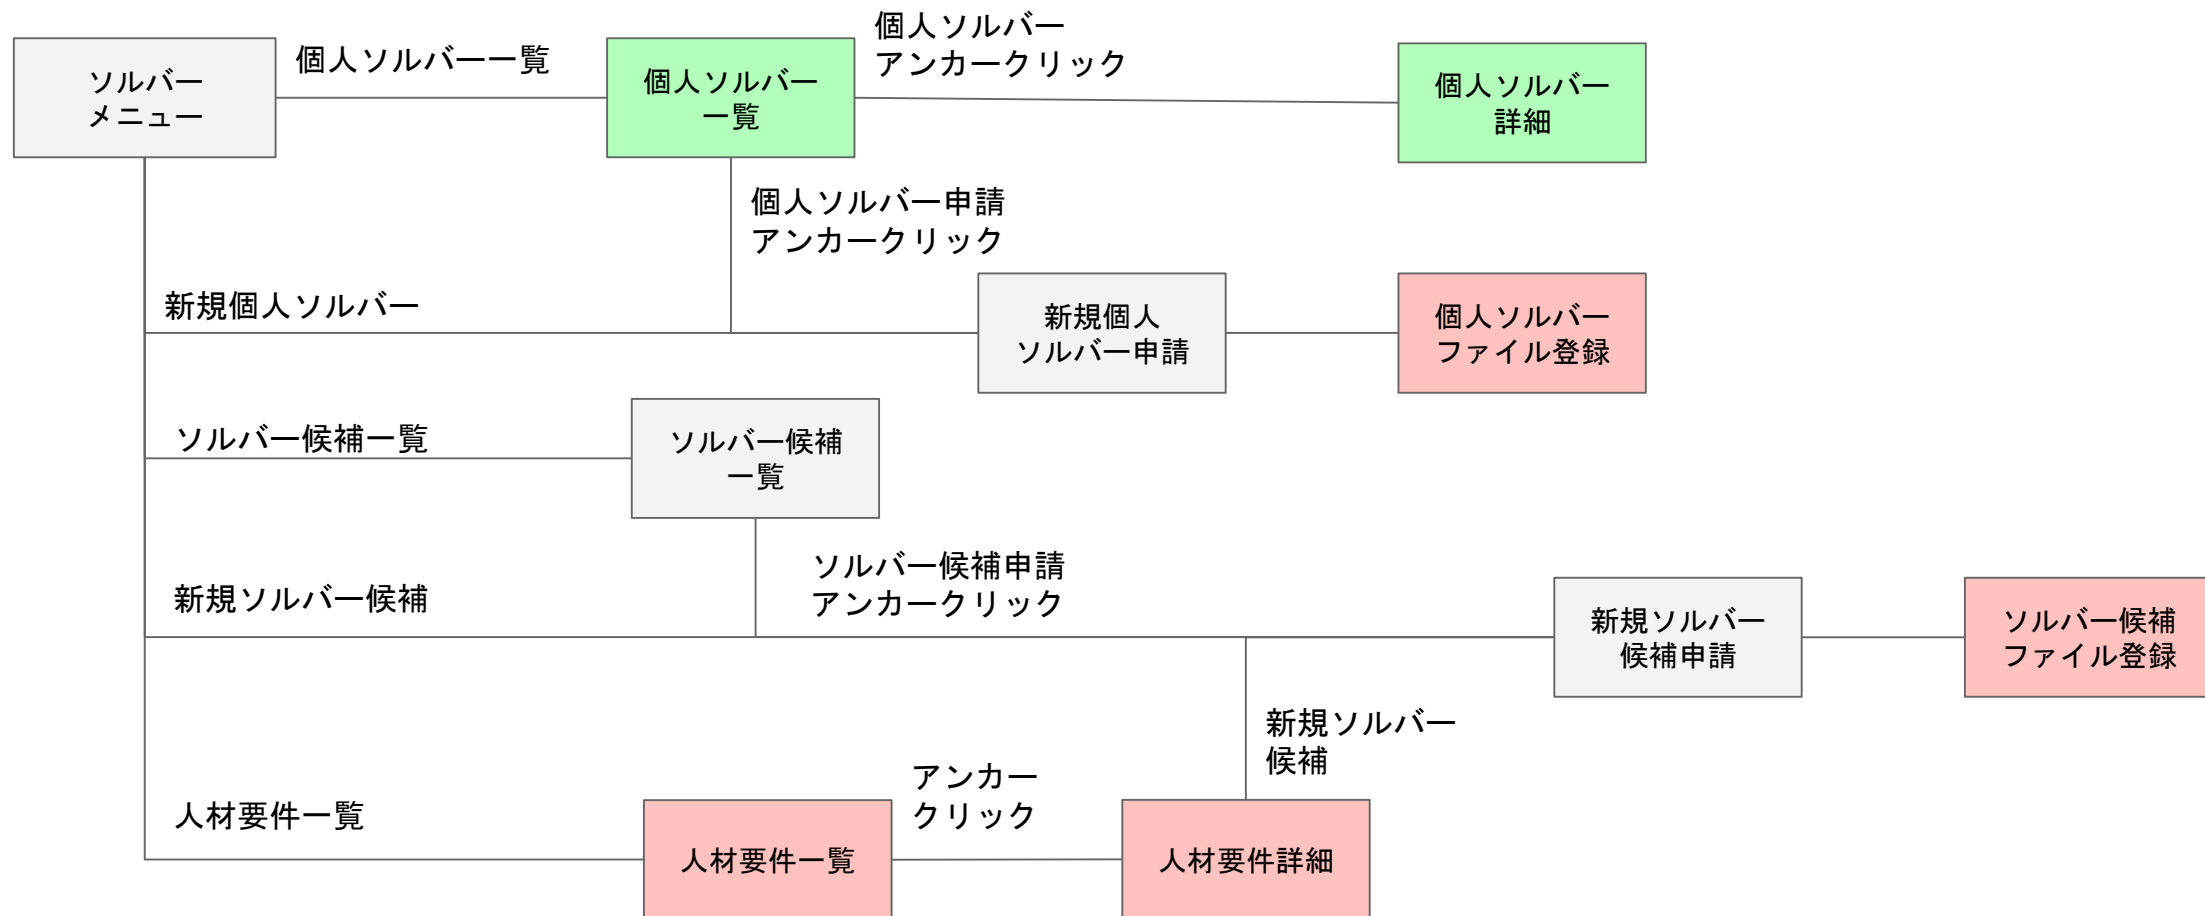 ソルバー
メニュー
個人ソルバー一覧
個人ソルバー
一覧
個人ソルバー
アンカークリック
個人ソルバー
詳細
個人ソルバー申請
アンカークリック
新規個人ソルバー
新規個人
ソルバー申請
個人ソルバー
ファイル登録
ソルバー候補一覧
ソルバー候補
一覧
新規ソルバー候補
ソルバー候補申請
アンカークリック
新規ソルバー
候補申請
ソルバー候補
ファイル登録
新規ソルバー
候補
人材要件一覧
人材要件一覧
アンカー
クリック
人材要件詳細